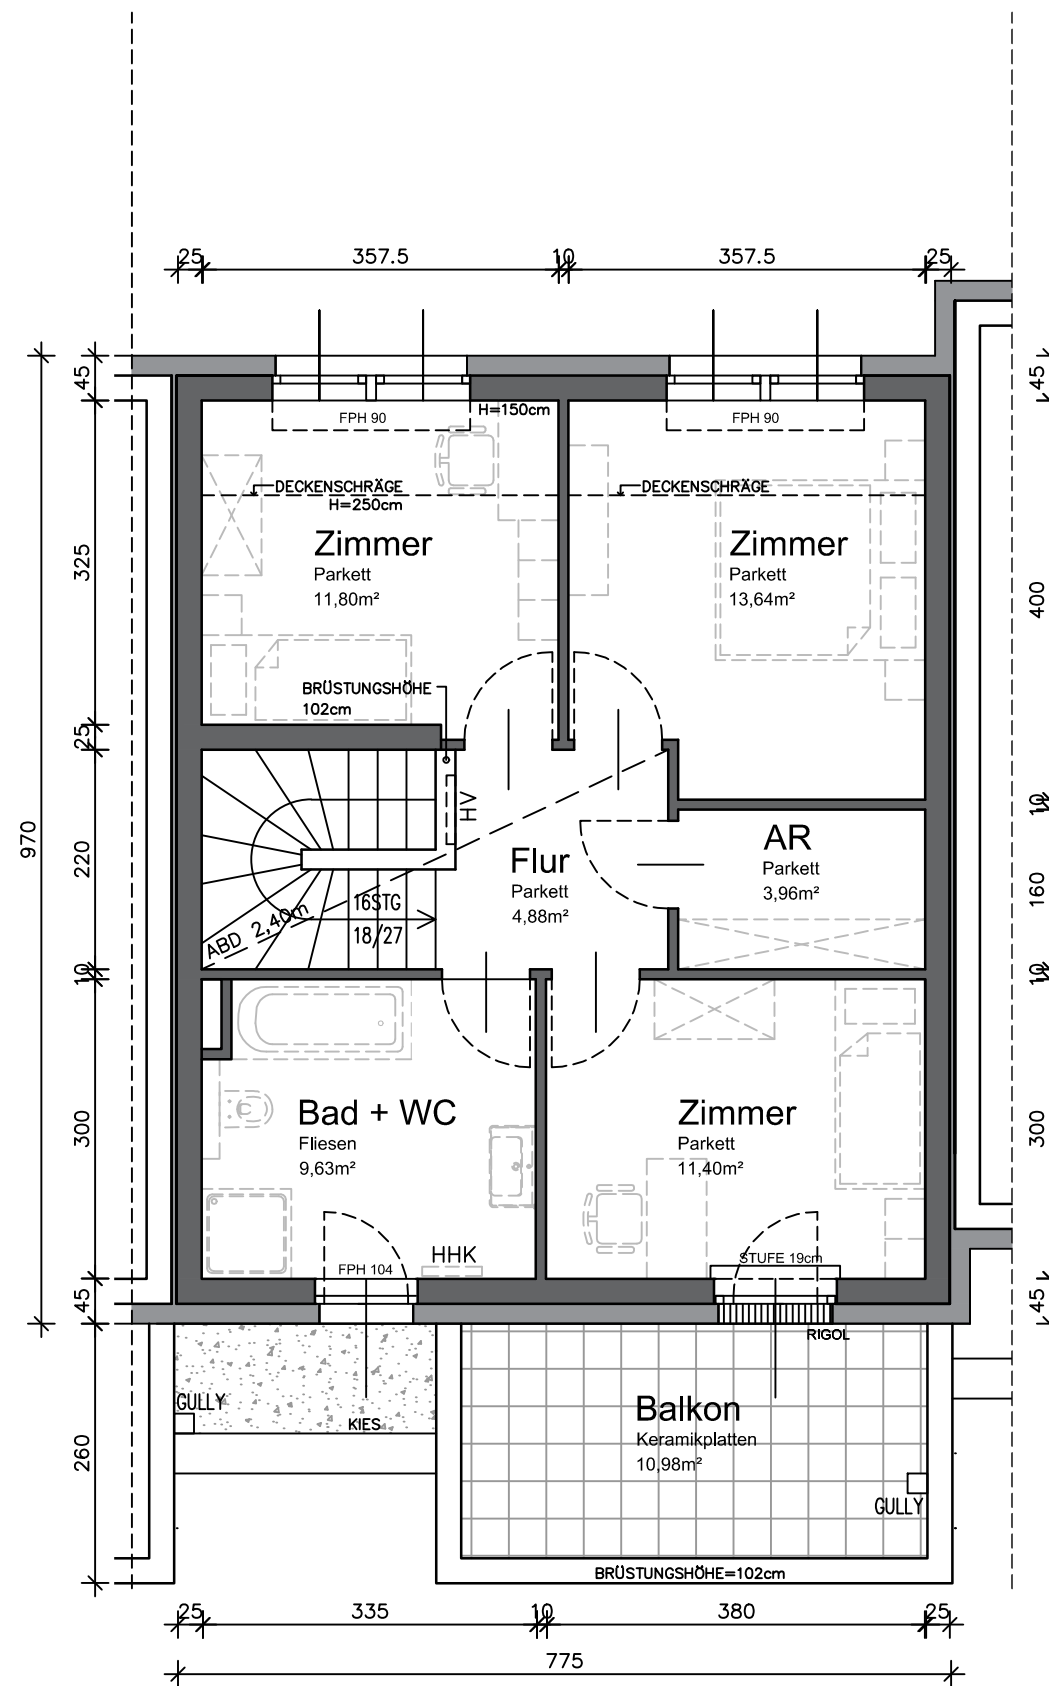 25 357.5 10 357.5 25
45
45
FPH 90
H=150cm
FPH 90
DECKENSCHRÄGE
H=250cm
DECKENSCHRÄGE
Zimmer
Parkett
11,80m²
Zimmer
Parkett
13,64m²
325
400
BRÜSTUNGSHÖHE
102cm
25
HV
10
970
220
Flur
Parkett
4,88m²
AR
Parkett
3,96m²
160
16STG
18/27
ABD 2,40m
10
10
Bad + WC
Fliesen
9,63m²
Zimmer
Parkett
11,40m²
300
300
HHK
FPH 104
STUFE 19cm
45
45
RIGOL
GULLY
KIES
Balkon
Keramikplatten
10,98m²
260
GULLY
BRÜSTUNGSHÖHE=102cm
25 335 10 380 25
775